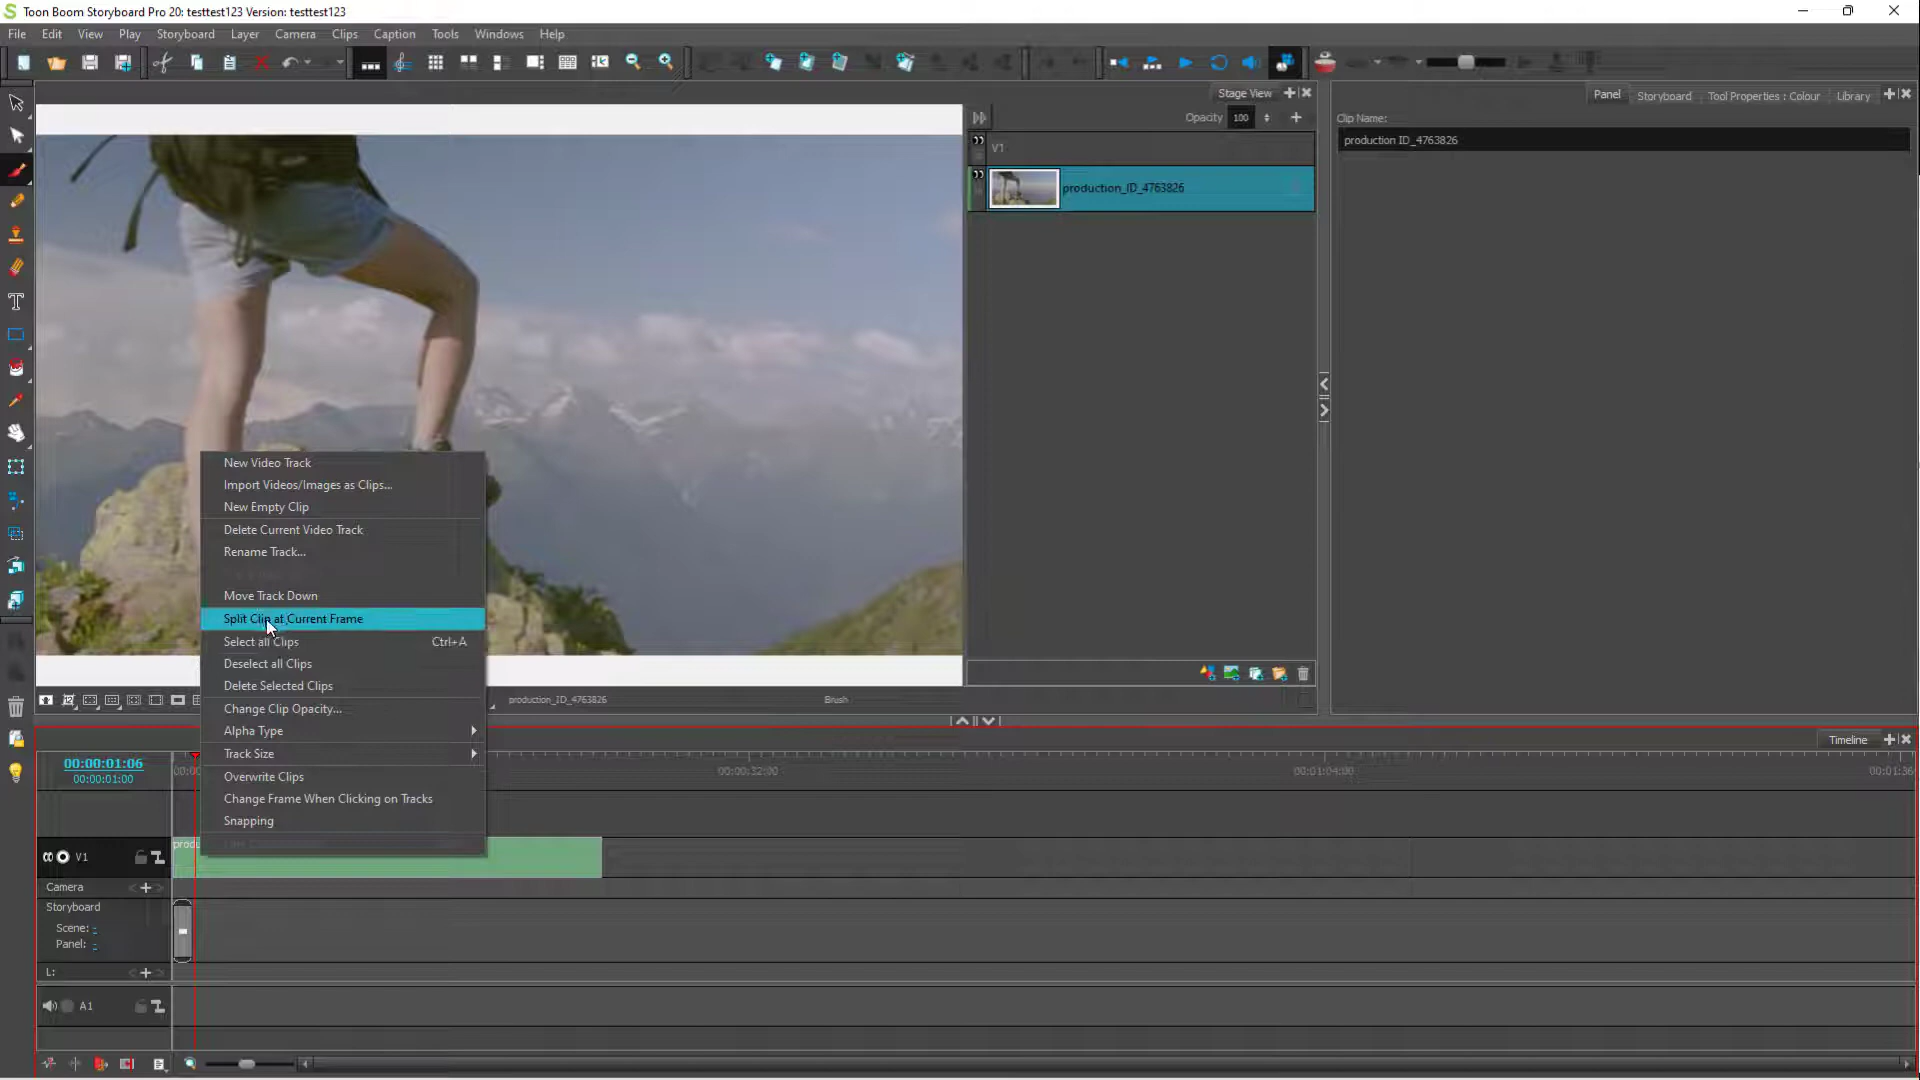 Toon Boom Storyboard Pro 20: testtest123 Version: testtest123
File Edit View Play Storyboard Layer Camera Clips Caption Tools Windows Help
Stage View
Panel Storyboard Tool Properties : Colour Library
Opacity 100
Clip Name:
production ID_4763826
V1
production_ID_4763826
New Video Track
Import Videos/Images as Clips...
New Empty Clip
Delete Current Video Track
Rename Track...
Move Track Down
Split Clip at Current Frame
Select all Clips Ctrl+A
Deselect all Clips
Delete Selected Clips
Change Clip Opacity...
Alpha Type
Track Size
Overwrite Clips
Change Frame When Clicking on Tracks
Snapping
production_ID_4763826
Brush
Timeline
00:00:01:06
00:00:01:00
00:00:32:00
00:01:04:00
00:01:36
V1
Camera
Storyboard
Scene: -
Panel: -
L:
A1